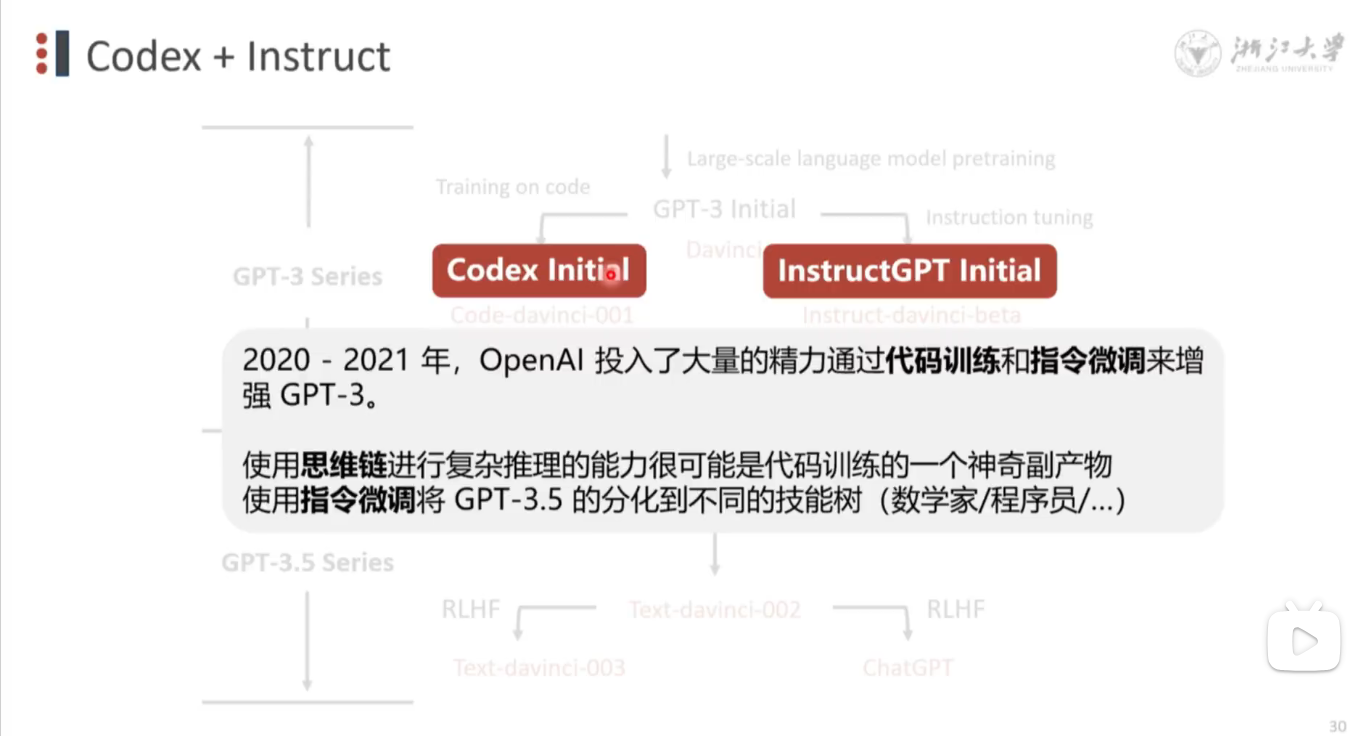 Codex + Instruct
浙江大学
ZHEJIANG UNIVERSITY
Large-scale language model pretraining
Training on code
GPT-3 Initial
Instruction tuning
Davinci
Codex Initial
InstructGPT Initial
GPT-3 Series
Code-davinci-001
Instruct-davinci-beta
2020 - 2021 年，OpenAI 投入了大量的精力通过代码训练和指令微调来增
强 GPT-3。
使用思维链进行复杂推理的能力很可能是代码训练的一个神奇副产物
使用指令微调将 GPT-3.5 的分化到不同的技能树（数学家/程序员/...）
GPT-3.5 Series
RLHF
Text-davinci-002
RLHF
Text-davinci-003
ChatGPT
30